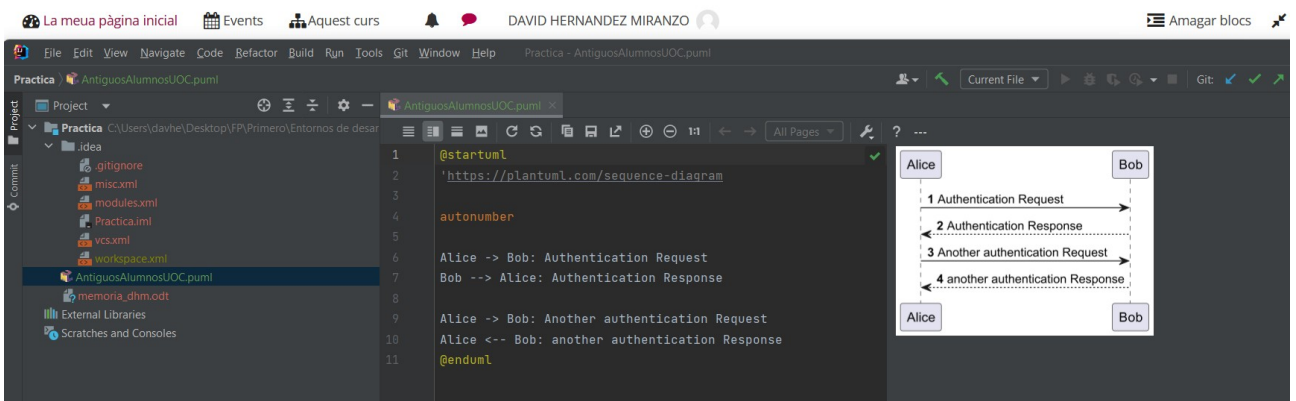 La meua pàgina inicial Events Aquest curs DAVID HERNANDEZ MIRANZO Amagar blocs
File Edit View Navigate Code Refactor Build Run Tools Git Window Help Practica - AntiguosAlumnosUOC.puml
Practica AntiguosAlumnosUOC.puml Current File Git:
Project Project AntiguosAlumnosUOC.puml
Practica C:\Users\davhe\Desktop\FP\Primero\Entornos de desar
1:1 All Pages ? ---
.idea
.gitignore
misc.xml
modules.xml
Practica.iml
vcs.xml
workspace.xml
AntiguosAlumnosUOC.puml
memoria_dhm.odt
External Libraries
Scratches and Consoles
Commit
1 @startuml
2 'https://plantuml.com/sequence-diagram
3
4 autonumber
5
6 Alice -> Bob: Authentication Request
7 Bob --> Alice: Authentication Response
8
9 Alice -> Bob: Another authentication Request
10 Alice <-- Bob: another authentication Response
11 @enduml
Alice Bob
1 Authentication Request
2 Authentication Response
3 Another authentication Request
4 another authentication Response
Alice Bob